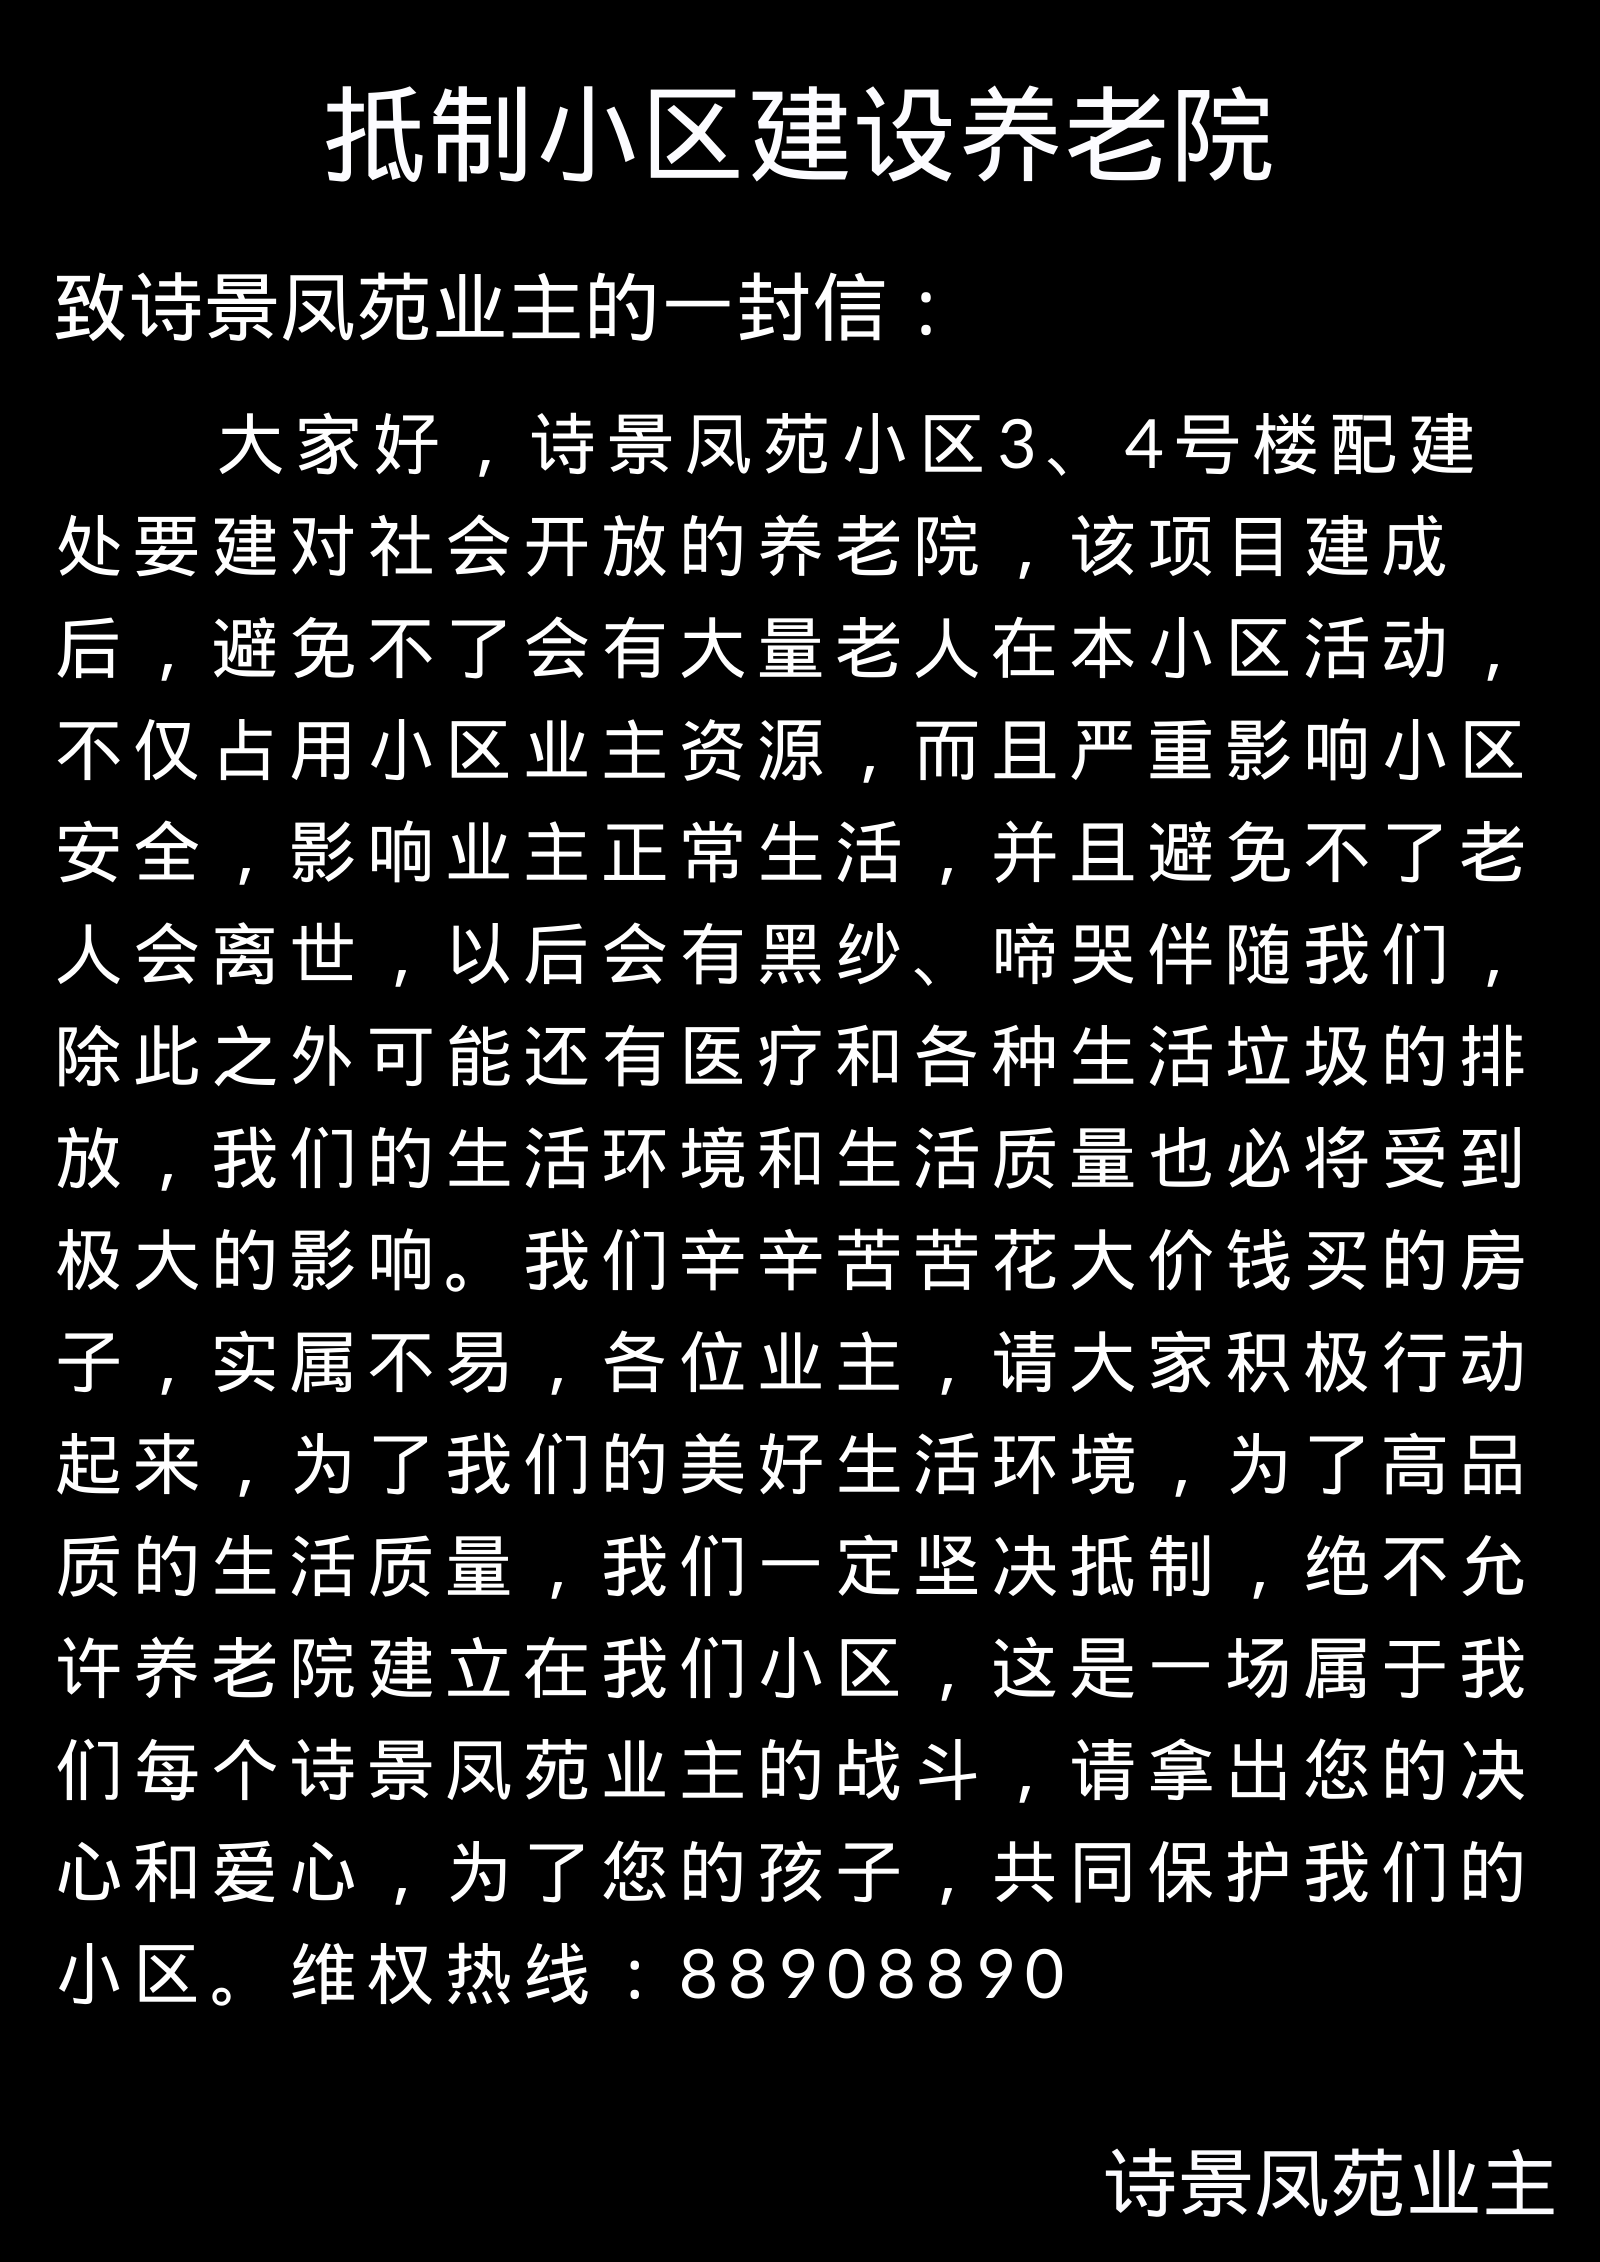 抵制小区建设养老院
致诗景凤苑业主的一封信：
大家好，诗景凤苑小区3、4号楼配建
处要建对社会开放的养老院，该项目建成
后，避免不了会有大量老人在本小区活动，
不仅占用小区业主资源，而且严重影响小区
安全，影响业主正常生活，并且避免不了老
人会离世，以后会有黑纱、啼哭伴随我们，
除此之外可能还有医疗和各种生活垃圾的排
放，我们的生活环境和生活质量也必将受到
极大的影响。我们辛辛苦苦花大价钱买的房
子，实属不易，各位业主，请大家积极行动
起来，为了我们的美好生活环境，为了高品
质的生活质量，我们一定坚决抵制，绝不允
许养老院建立在我们小区，这是一场属于我
们每个诗景凤苑业主的战斗，请拿出您的决
心和爱心，为了您的孩子，共同保护我们的
小区。维权热线：88908890
诗景凤苑业主